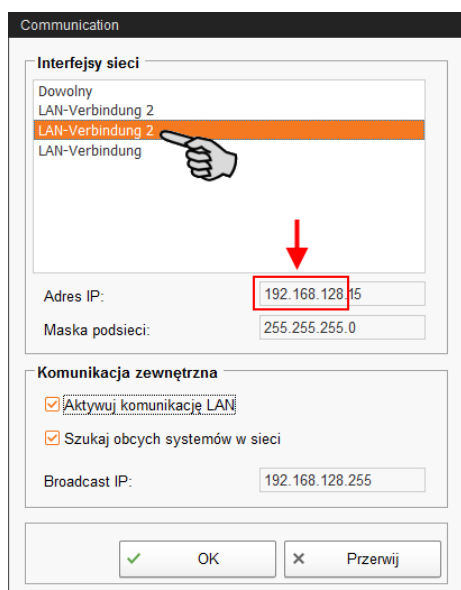 Communication
Interfejsy sieci
Dowolny
LAN-Verbindung 2
LAN-Verbindung 2
LAN-Verbindung
Adres IP: 192.168.128.15
Maska podsieci: 255.255.255.0
Komunikacja zewnętrzna
Aktywuj komunikację LAN
Szukaj obcych systemów w sieci
Broadcast IP: 192.168.128.255
OK Przerwij